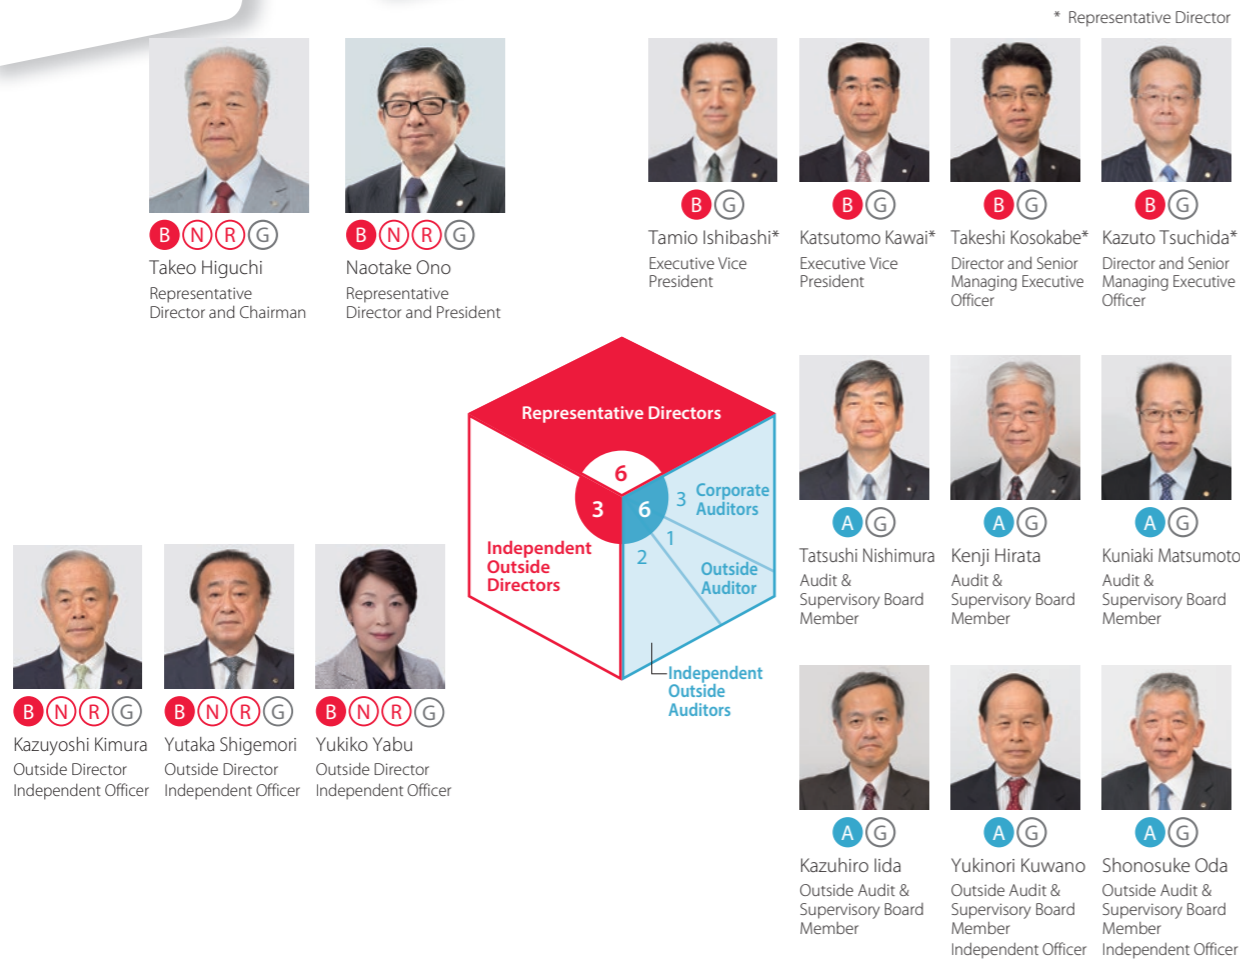 * Representative Director
B N R G
Takeo Higuchi
Representative
Director and Chairman
B N R G
Naotake Ono
Representative
Director and President
B G
Tamio Ishibashi*
Executive Vice
President
B G
Katsutomo Kawai*
Executive Vice
President
B G
Takeshi Kosokabe*
Director and Senior
Managing Executive
Officer
B G
Kazuto Tsuchida*
Director and Senior
Managing Executive
Officer
Representative Directors
6
3
6
3
Corporate
Auditors
1
2
Independent
Outside
Directors
Outside
Auditor
Independent
Outside
Auditors
A G
Tatsushi Nishimura
Audit &
Supervisory Board
Member
A G
Kenji Hirata
Audit &
Supervisory Board
Member
A G
Kuniaki Matsumoto
Audit &
Supervisory Board
Member
B N R G
Kazuyoshi Kimura
Outside Director
Independent Officer
B N R G
Yutaka Shigemori
Outside Director
Independent Officer
B N R G
Yukiko Yabu
Outside Director
Independent Officer
A G
Kazuhiro Iida
Outside Audit &
Supervisory Board
Member
A G
Yukinori Kuwano
Outside Audit &
Supervisory Board
Member
Independent Officer
A G
Shonosuke Oda
Outside Audit &
Supervisory Board
Member
Independent Officer